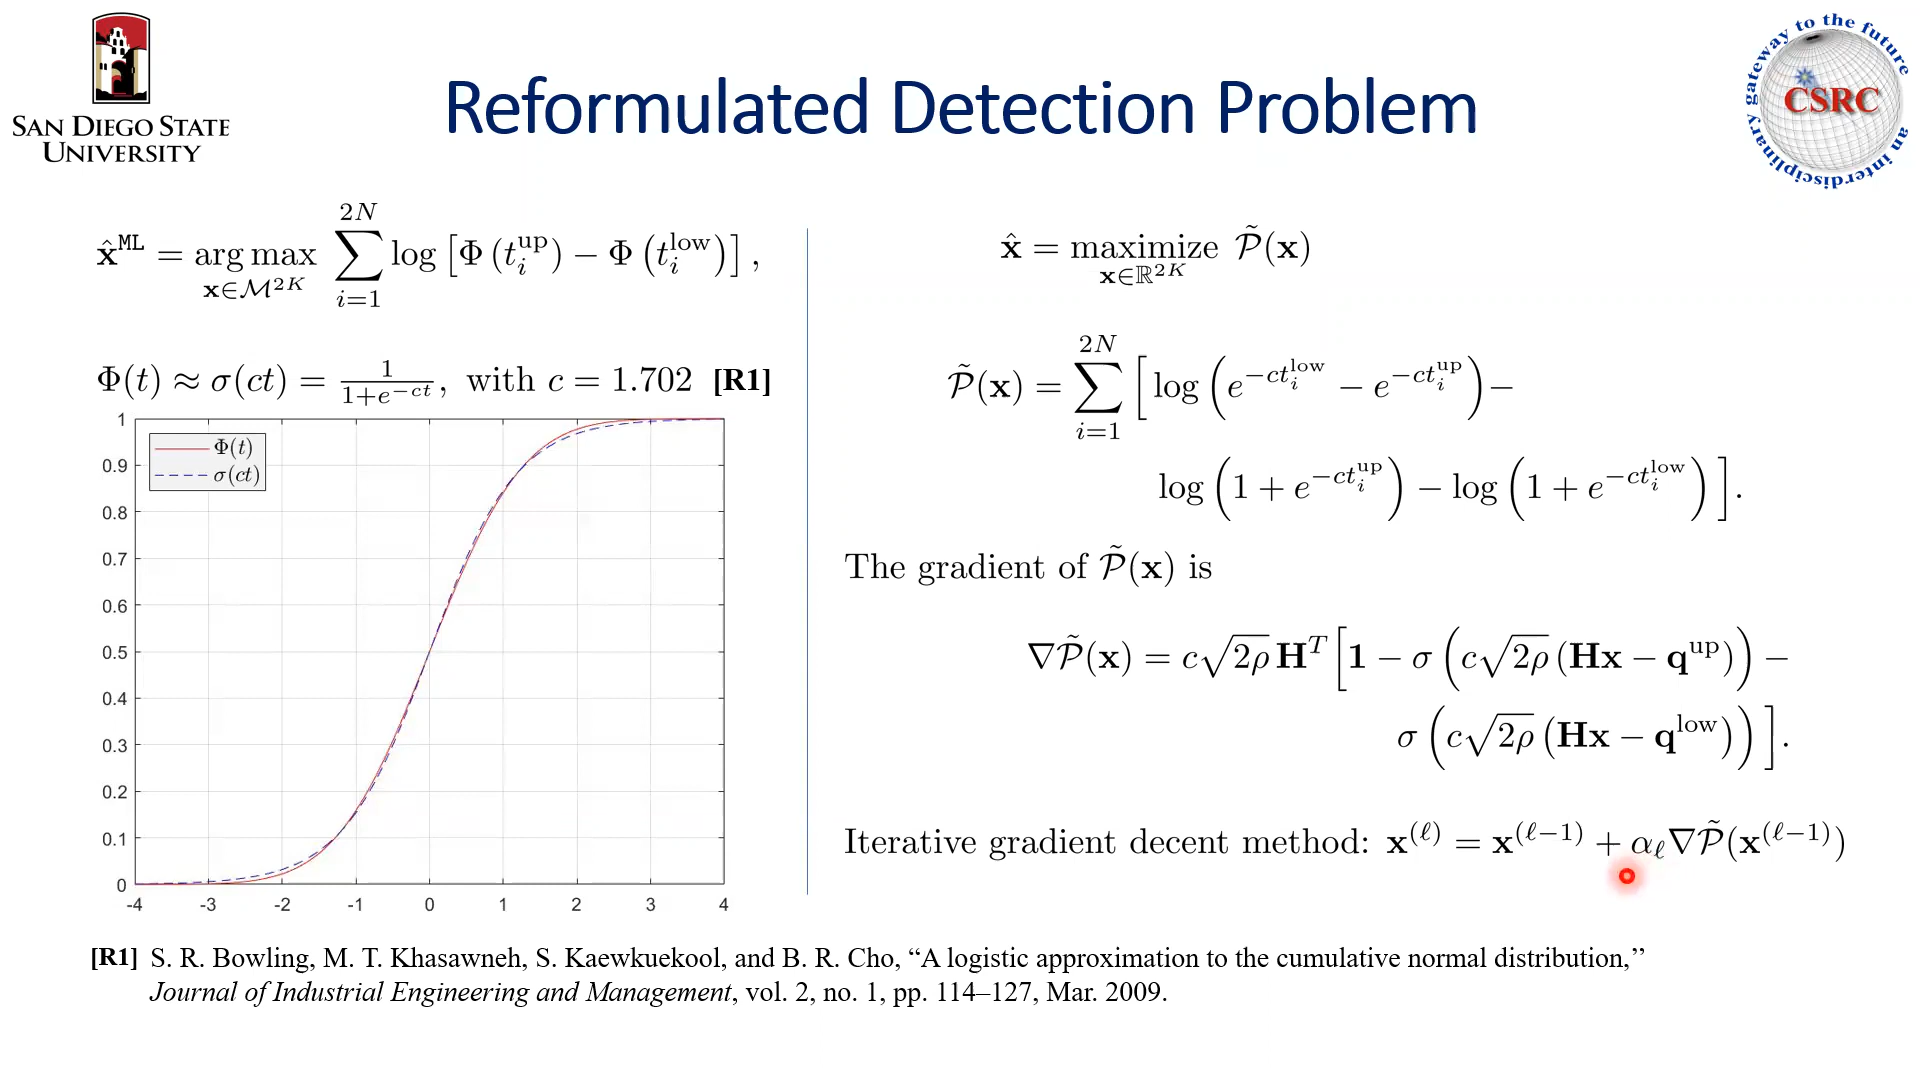 SAN DIEGO STATE
UNIVERSITY
gateway to the future
an interdisciplinary
CSRC
Reformulated Detection Problem
x̂^ML = arg max_{x∈ℳ^{2K}} ∑_{i=1}^{2N} log [Φ (t_i^up) − Φ (t_i^low)] ,
Φ(t) ≈ σ(ct) = 1/(1+e^{−ct}), with c = 1.702 [R1]
Φ(t)
σ(ct)
1
0.9
0.8
0.7
0.6
0.5
0.4
0.3
0.2
0.1
0
-4 -3 -2 -1 0 1 2 3 4
x̂ = maximize_{x∈ℝ^{2K}} 𝒫̃(x)
𝒫̃(x) = ∑_{i=1}^{2N} [ log (e^{−ct_i^low} − e^{−ct_i^up}) −
log (1 + e^{−ct_i^up}) − log (1 + e^{−ct_i^low}) ].
The gradient of 𝒫̃(x) is
∇𝒫̃(x) = c√(2ρ) H^T [1 − σ (c√(2ρ) (Hx − q^up)) −
σ (c√(2ρ) (Hx − q^low)) ].
Iterative gradient decent method: x^{(ℓ)} = x^{(ℓ−1)} + α_ℓ∇𝒫̃(x^{(ℓ−1)})
[R1] S. R. Bowling, M. T. Khasawneh, S. Kaewkuekool, and B. R. Cho, “A logistic approximation to the cumulative normal distribution,’’
Journal of Industrial Engineering and Management, vol. 2, no. 1, pp. 114–127, Mar. 2009.